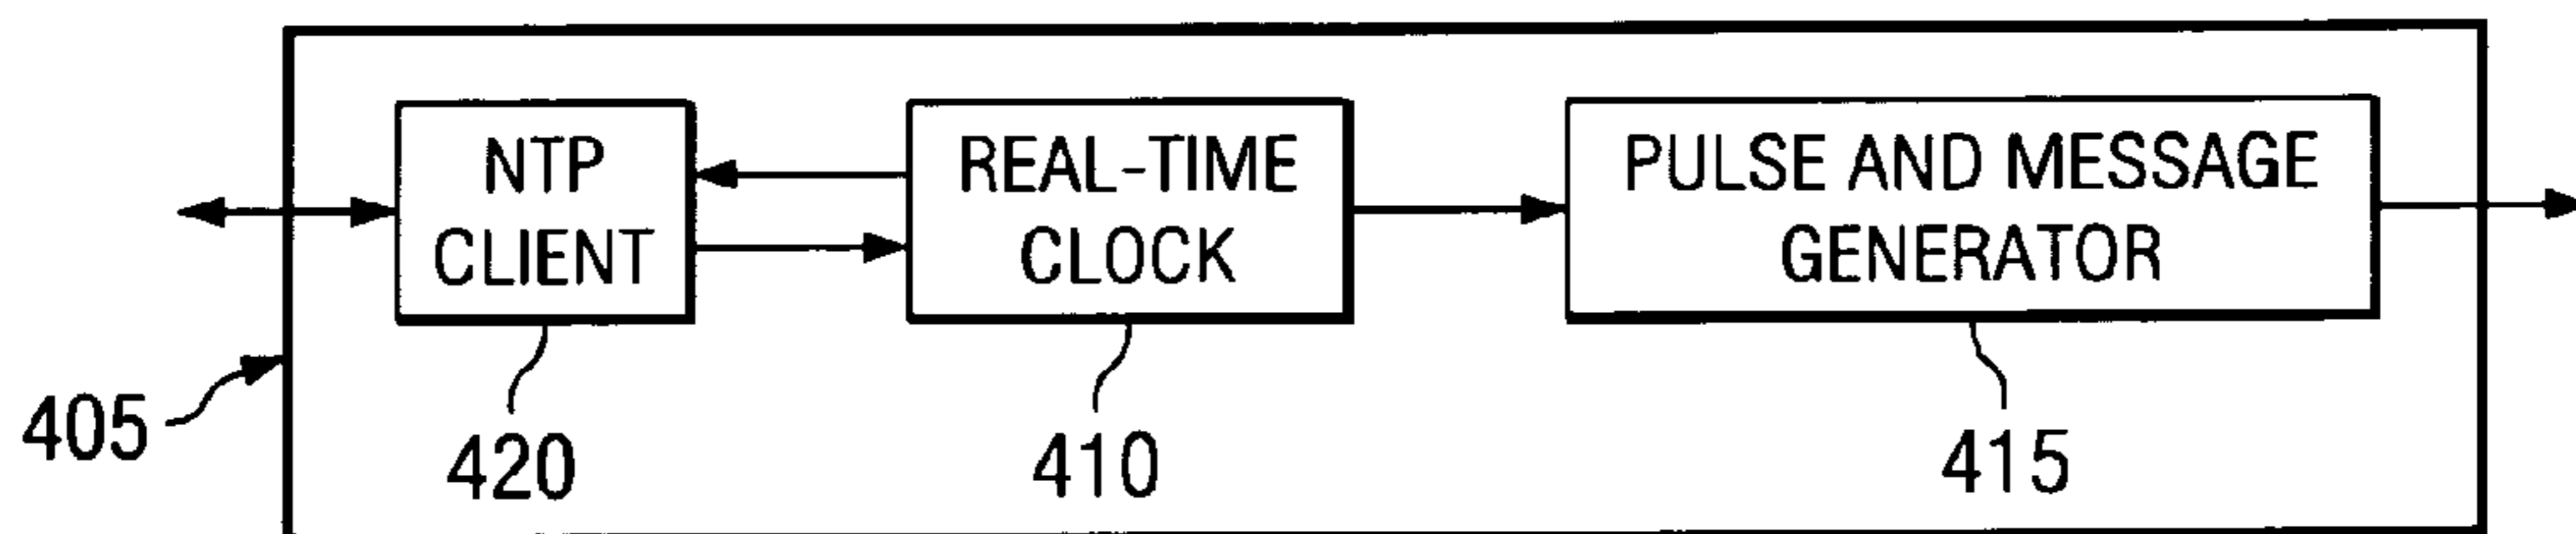 NTP
CLIENT
REAL-TIME
CLOCK
PULSE AND MESSAGE
GENERATOR
405
420
410
415